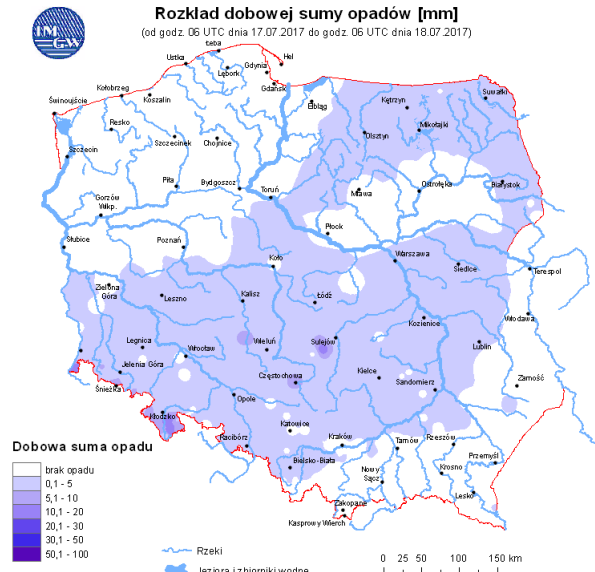 IM
GW
Rozkład dobowej sumy opadów [mm]
(od godz. 06 UTC dnia 17.07.2017 do godz. 06 UTC dnia 18.07.2017)
Łeba
Ustka
Hel
Gdynia
Lębork
Gdańsk
Kołobrzeg
Koszalin
Świnoujście
Elbląg
Kętrzyn
Suwałki
Resko
Mikołajki
Olsztyn
Szczecinek
Chojnice
Szczecin
Piła
Bydgoszcz
Toruń
Mława
Ostrołęka
Białystok
Gorzów
Wlkp.
Płock
Słubice
Poznań
Koło
Warszawa
Siedlce
Terespol
Zielona
Góra
Leszno
Kalisz
Łódź
Kozienice
Włodawa
Legnica
Wrocław
Wieluń
Sulejów
Lublin
Jelenia Góra
Śnieżka
Częstochowa
Kielce
Sandomierz
Zamość
Opole
Kłodzko
Katowice
Racibórz
Kraków
Tarnów
Rzeszów
Bielsko-Biała
Nowy
Sącz
Przemyśl
Krosno
Lesko
Zakopane
Kasprowy Wierch
Dobowa suma opadu
brak opadu
0,1 - 5
5,1 - 10
10,1 - 20
20,1 - 30
30,1 - 50
50,1 - 100
Rzeki
Jeziora i zbiorniki wodne
0 25 50 100 150 km